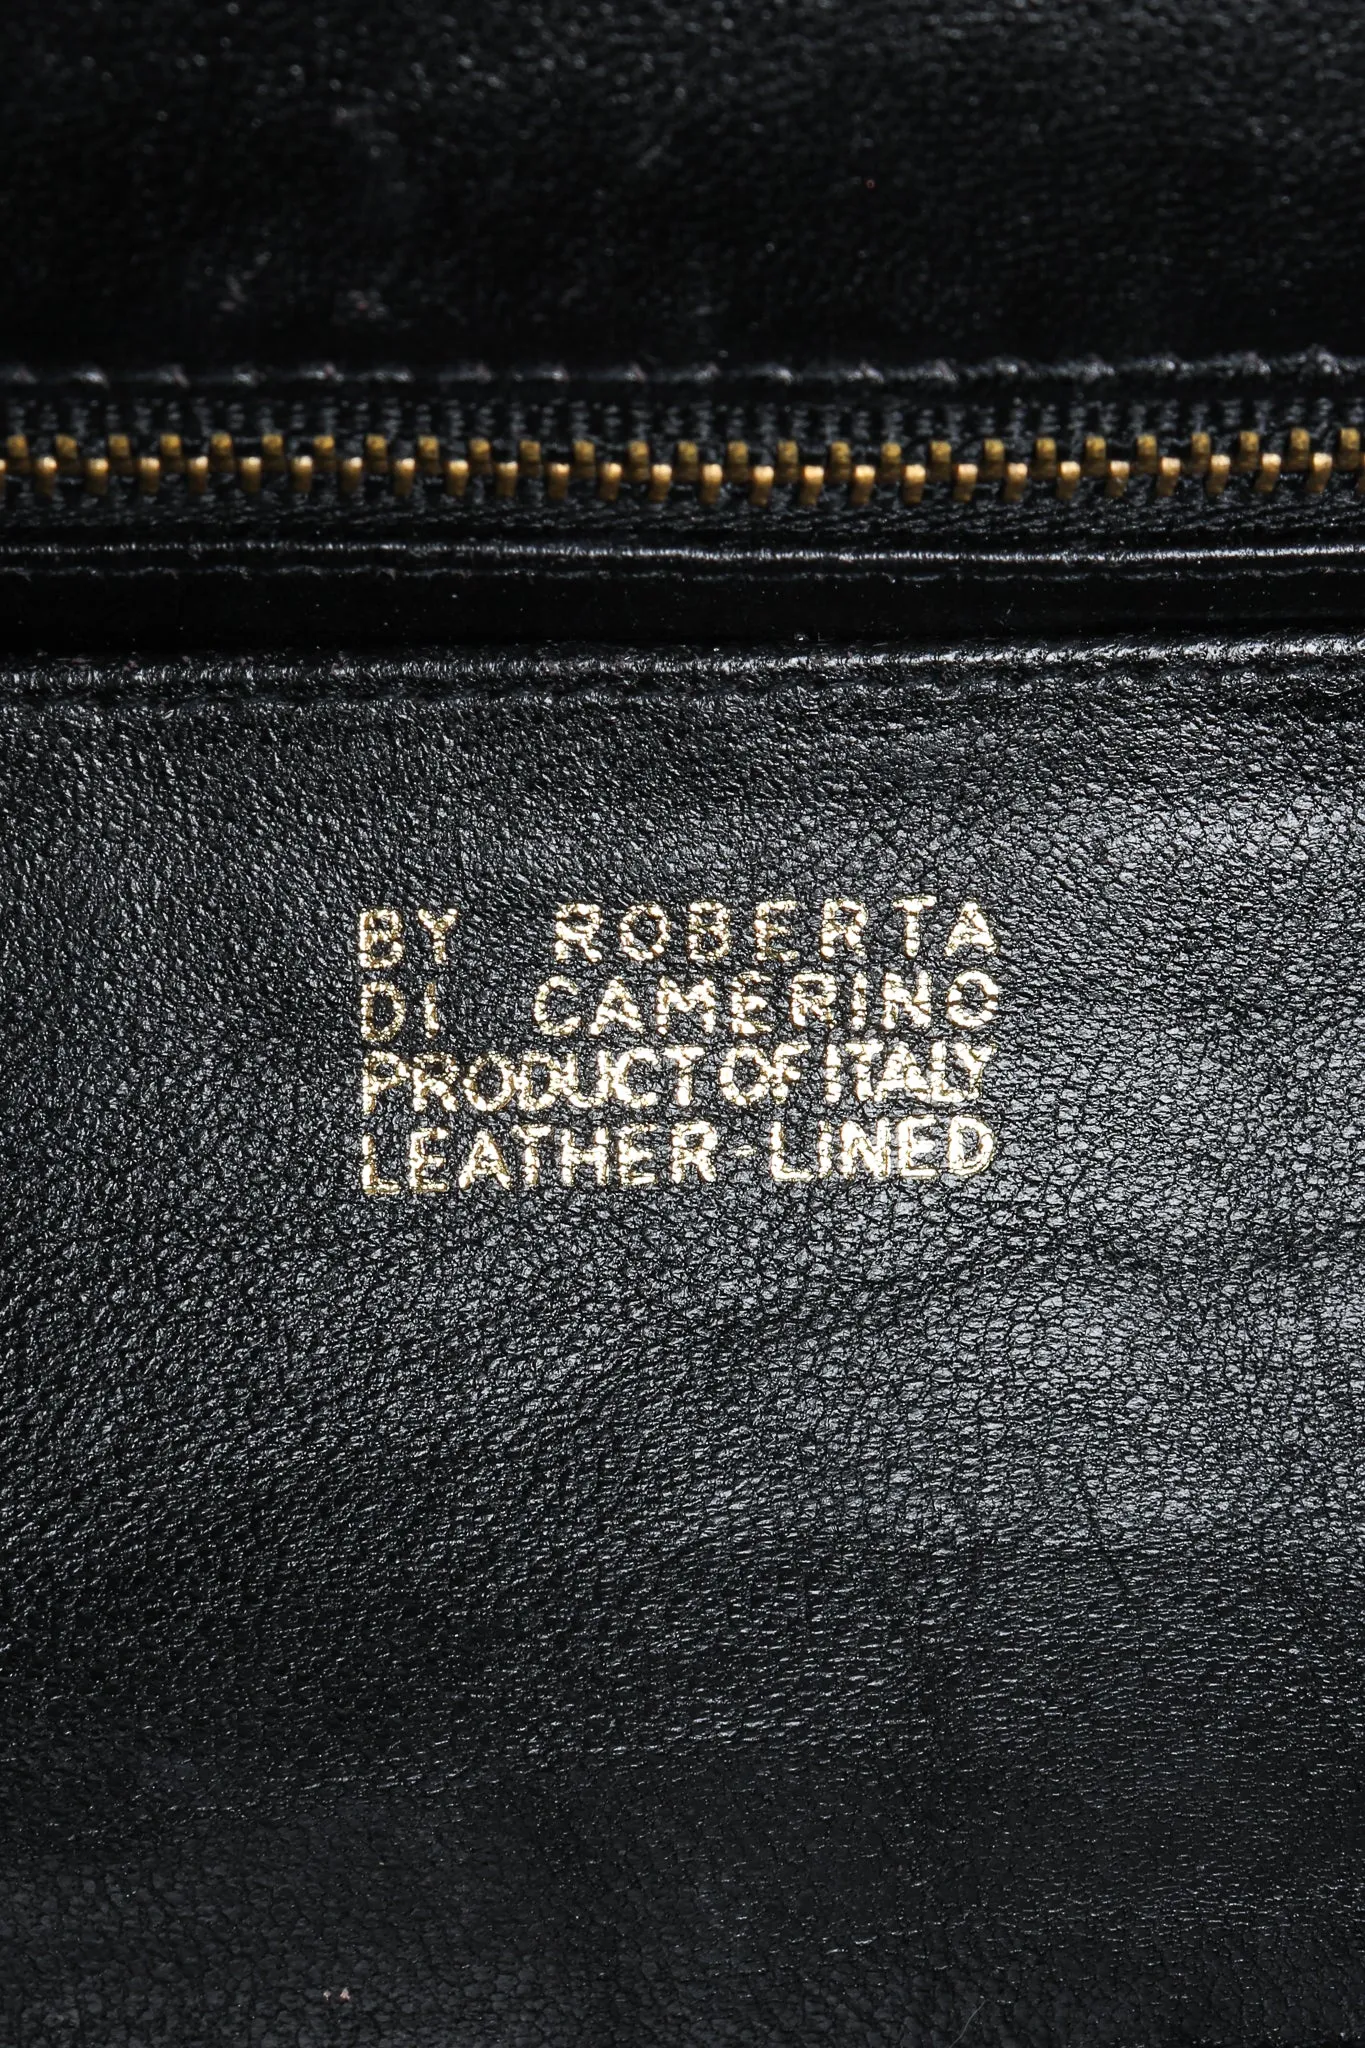 BY ROBERTA
DI CAMERINO
PRODUCT OF ITALY
LEATHER-LINED